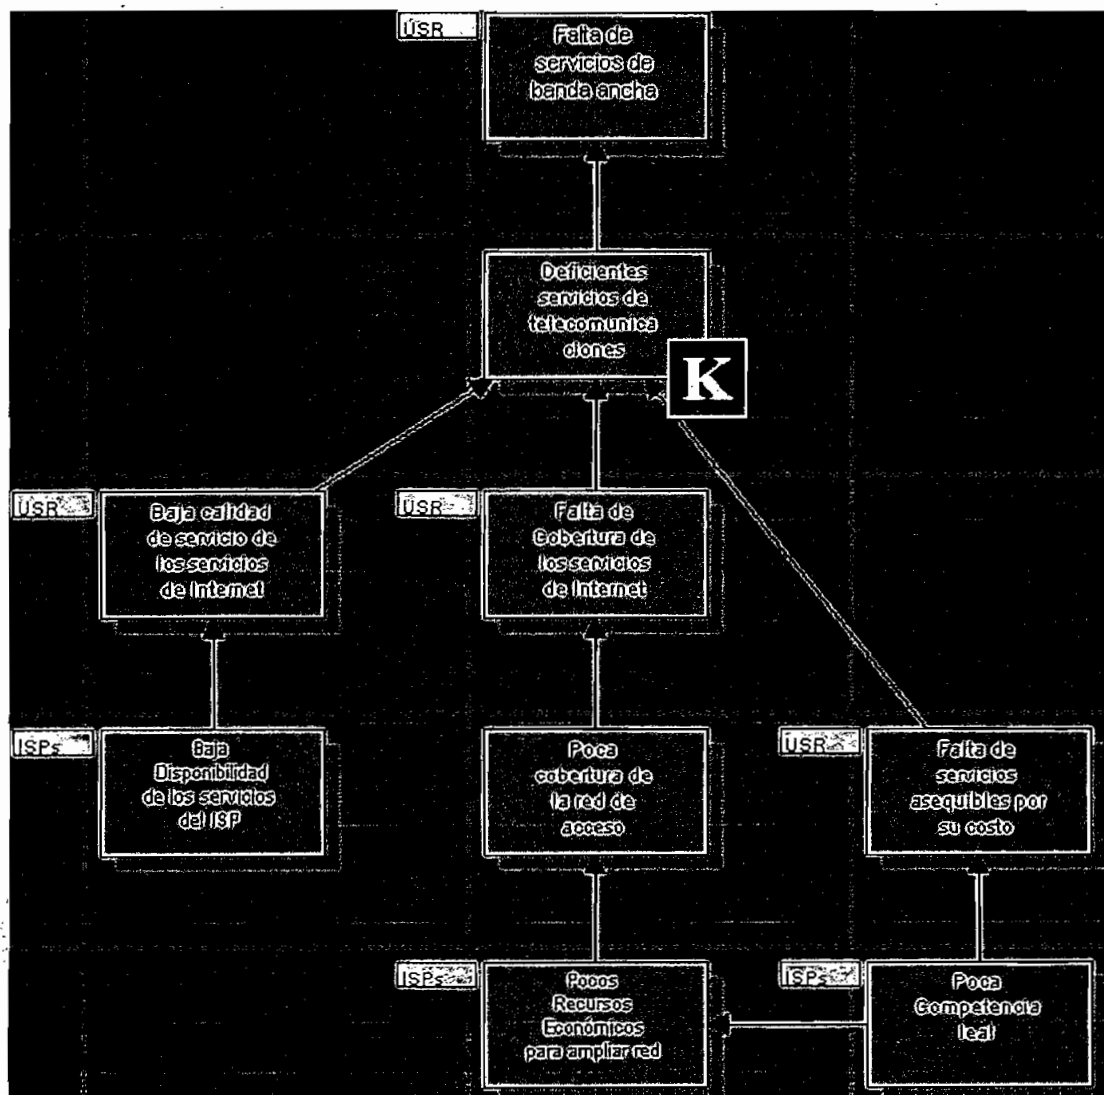 USR
Falta de
servicios de
banda ancha
Deficientes
servicios de
telecomunica
ciones
K
USR
Baja calidad
de servicio de
los servicios
de Internet
USR
Falta de
Cobertura de
los servicios
de Internet
ISPs
Baja
Disponibilidad
de los servicios
del ISP
Poca
cobertura de
la red de
acceso
USR
Falta de
servicios
asequibles por
su costo
ISPs
Pocos
Recursos
Económicos
para ampliar red
ISPs
Poca
Competencia
leal